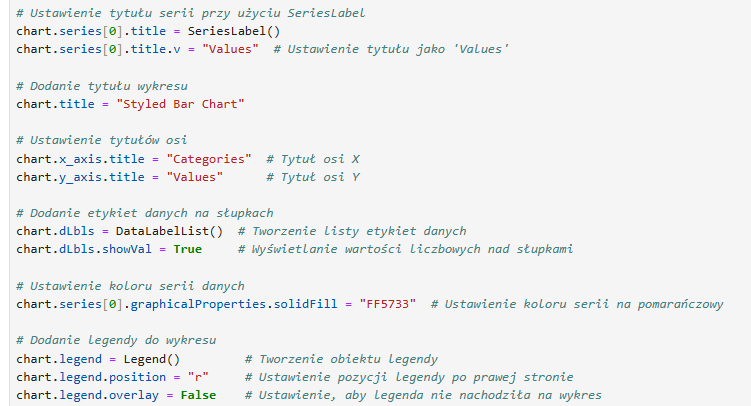 # Ustawienie tytułu serii przy użyciu SeriesLabel
chart.series[0].title = SeriesLabel()
chart.series[0].title.v = "Values"  # Ustawienie tytułu jako 'Values'
# Dodanie tytułu wykresu
chart.title = "Styled Bar Chart"
# Ustawienie tytułów osi
chart.x_axis.title = "Categories"  # Tytuł osi X
chart.y_axis.title = "Values"      # Tytuł osi Y
# Dodanie etykiet danych na słupkach
chart.dLbls = DataLabelList()  # Tworzenie listy etykiet danych
chart.dLbls.showVal = True     # Wyświetlanie wartości liczbowych nad słupkami
# Ustawienie koloru serii danych
chart.series[0].graphicalProperties.solidFill = "FF5733"  # Ustawienie koloru serii na pomarańczowy
# Dodanie legendy do wykresu
chart.legend = Legend()         # Tworzenie obiektu legendy
chart.legend.position = "r"     # Ustawienie pozycji legendy po prawej stronie
chart.legend.overlay = False    # Ustawienie, aby legenda nie nachodziła na wykres